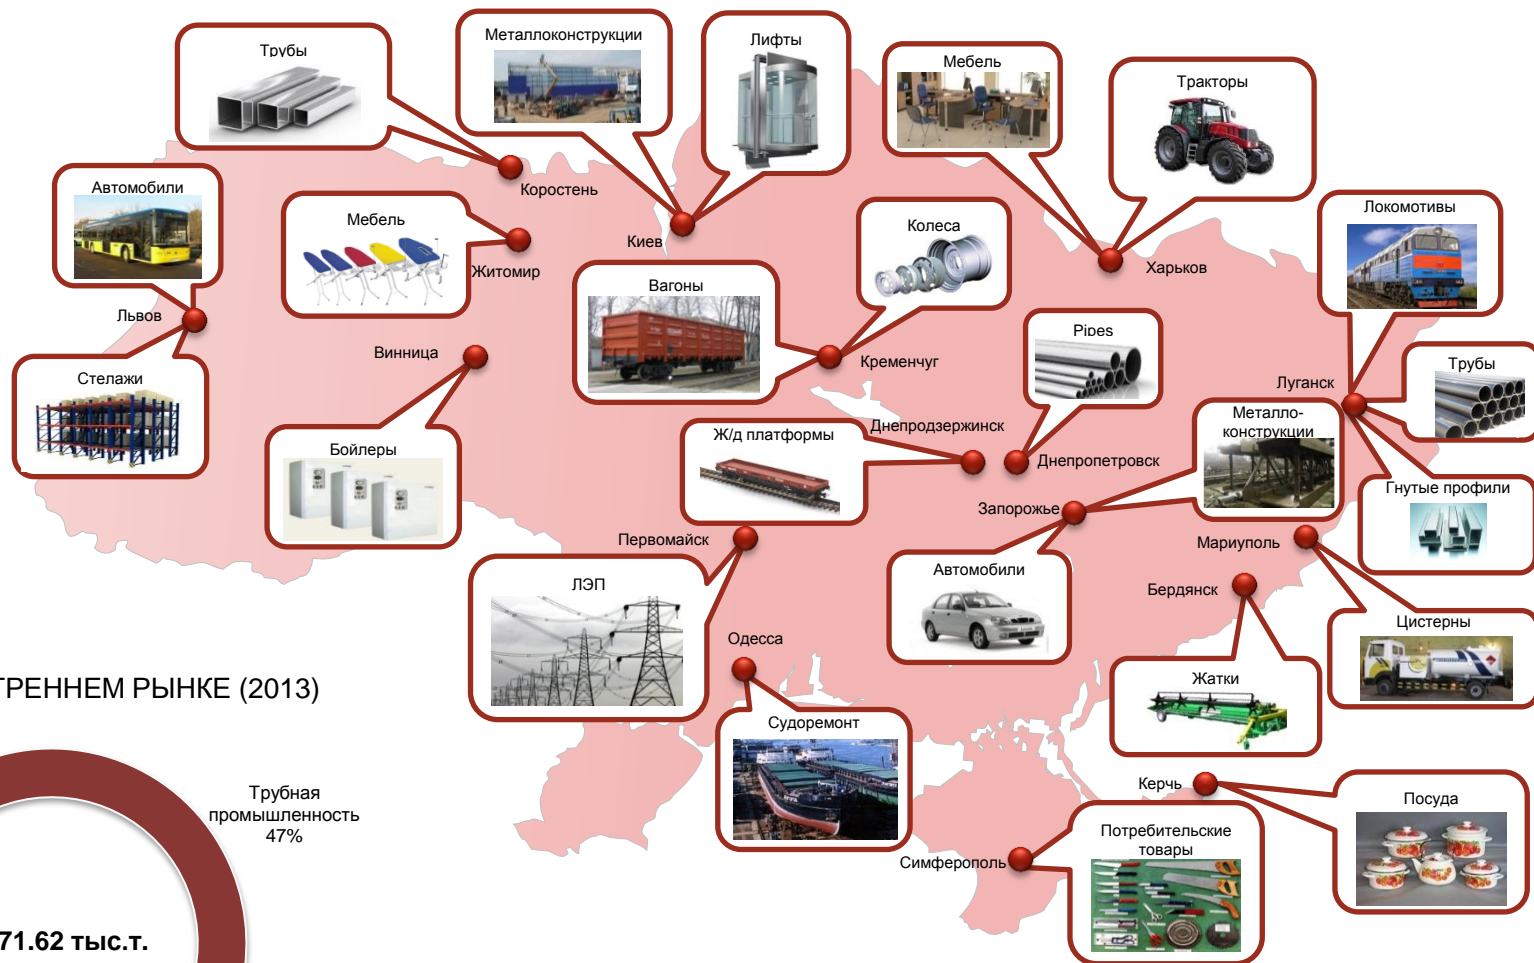 Трубы
Металлоконструкции
Лифты
Мебель
Тракторы
Автомобили
Коростень
Мебель
Киев
Житомир
Колеса
Локомотивы
Харьков
Вагоны
Львов
Винница
Pipes
Кременчуг
Стелажи
Луганск
Трубы
Металло-
конструкции
Днепродзержинск
Ж/д платформы
Бойлеры
Днепропетровск
Гнутые профили
Запорожье
Первомайск
Мариуполь
Автомобили
ЛЭП
Бердянск
Цистерны
Одесса
Жатки
ТРЕННЕМ РЫНКЕ (2013)
Судоремонт
Керчь
Трубная
промышленность
47%
Посуда
Потребительские
товары
Симферополь
71.62 тыс.т.